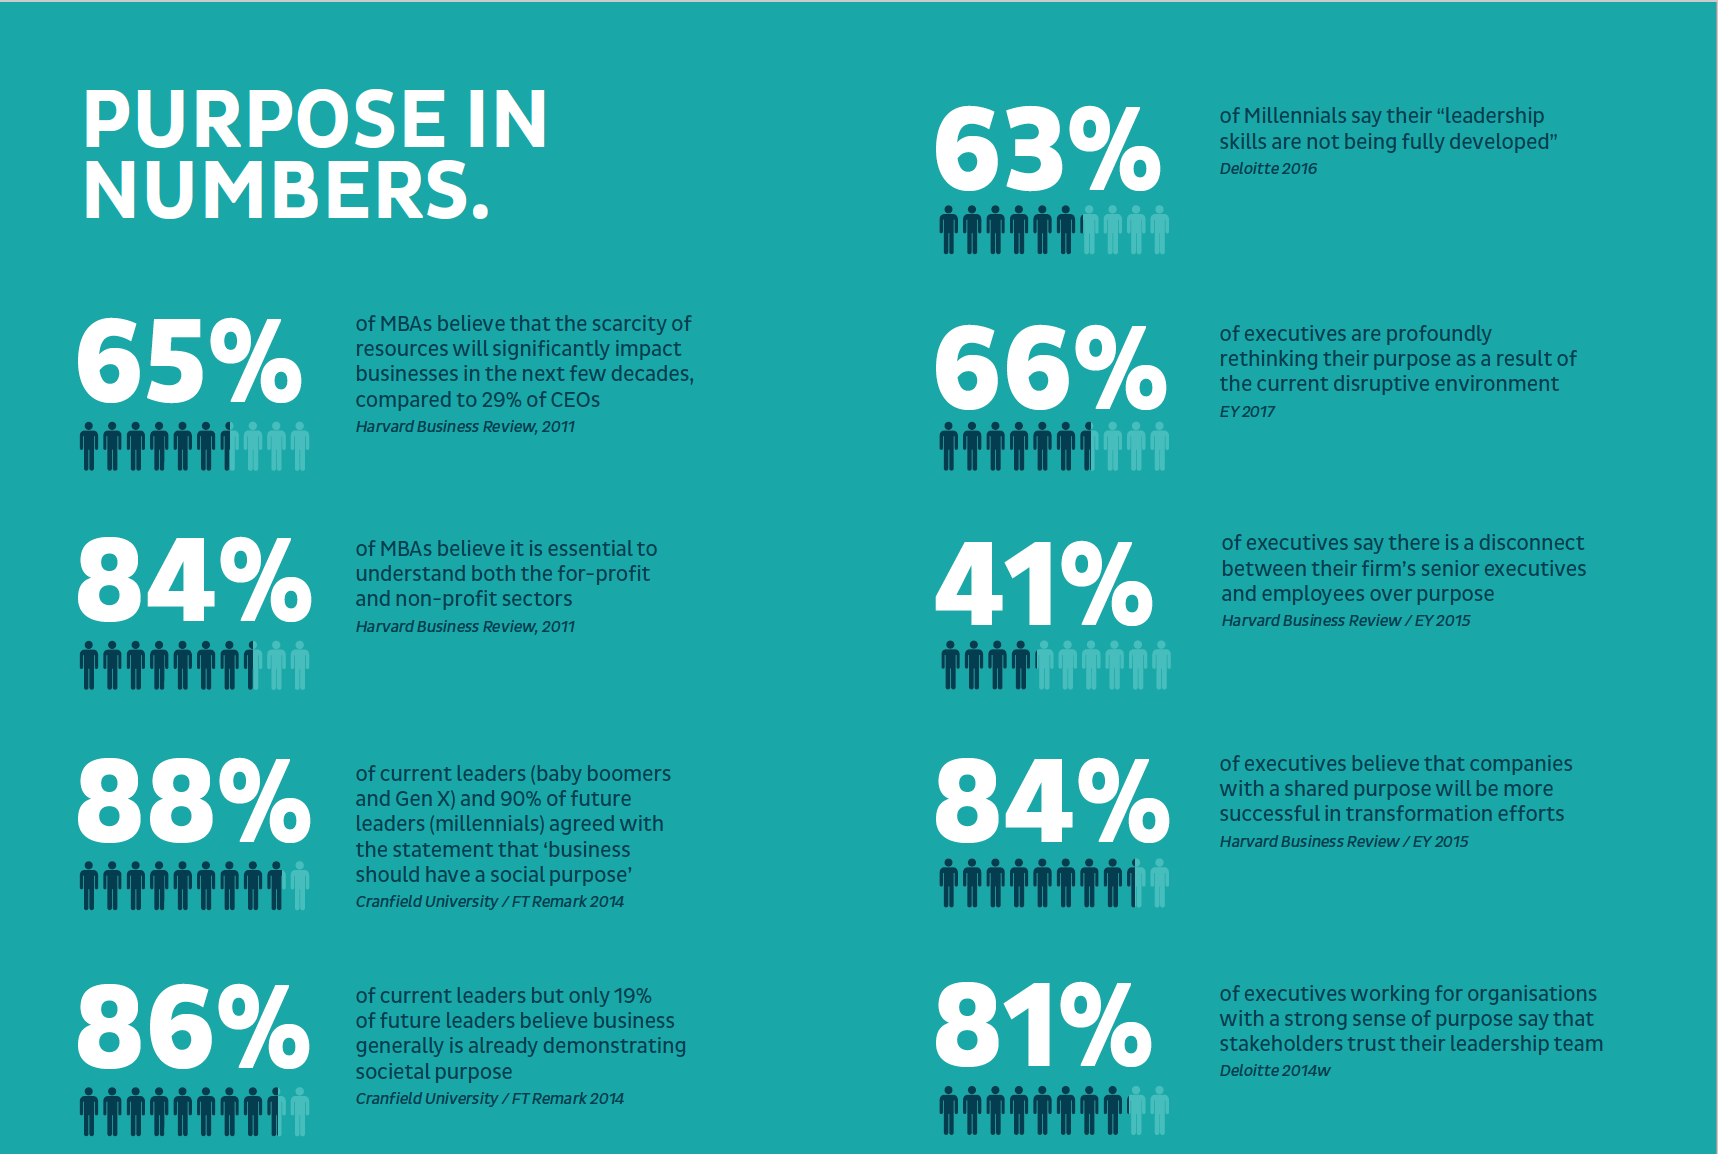 PURPOSE IN
NUMBERS.
65%
of MBAs believe that the scarcity of
resources will significantly impact
businesses in the next few decades,
compared to 29% of CEOs
Harvard Business Review, 2011
84%
of MBAs believe it is essential to
understand both the for-profit
and non-profit sectors
Harvard Business Review, 2011
88%
of current leaders (baby boomers
and Gen X) and 90% of future
leaders (millennials) agreed with
the statement that ‘business
should have a social purpose’
Cranfield University / FT Remark 2014
86%
of current leaders but only 19%
of future leaders believe business
generally is already demonstrating
societal purpose
Cranfield University / FT Remark 2014
63%
of Millennials say their “leadership
skills are not being fully developed”
Deloitte 2016
66%
of executives are profoundly
rethinking their purpose as a result of
the current disruptive environment
EY 2017
41%
of executives say there is a disconnect
between their firm’s senior executives
and employees over purpose
Harvard Business Review / EY 2015
84%
of executives believe that companies
with a shared purpose will be more
successful in transformation efforts
Harvard Business Review / EY 2015
81%
of executives working for organisations
with a strong sense of purpose say that
stakeholders trust their leadership team
Deloitte 2014w